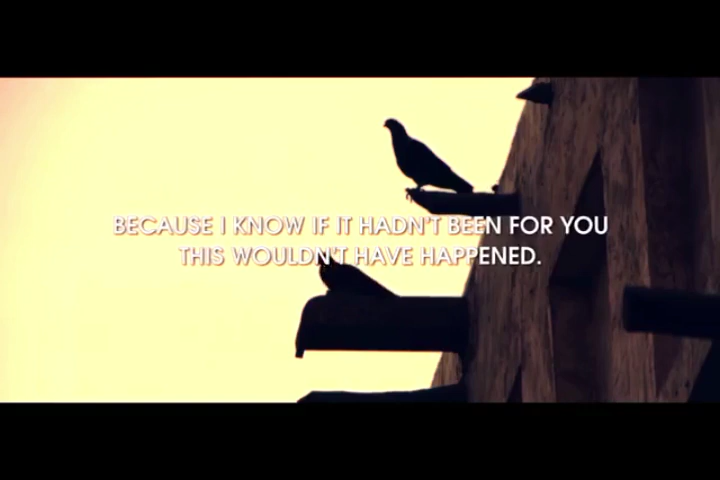 BECAUSE I KNOW IF IT HADN'T BEEN FOR YOU
THIS WOULDN'T HAVE HAPPENED.